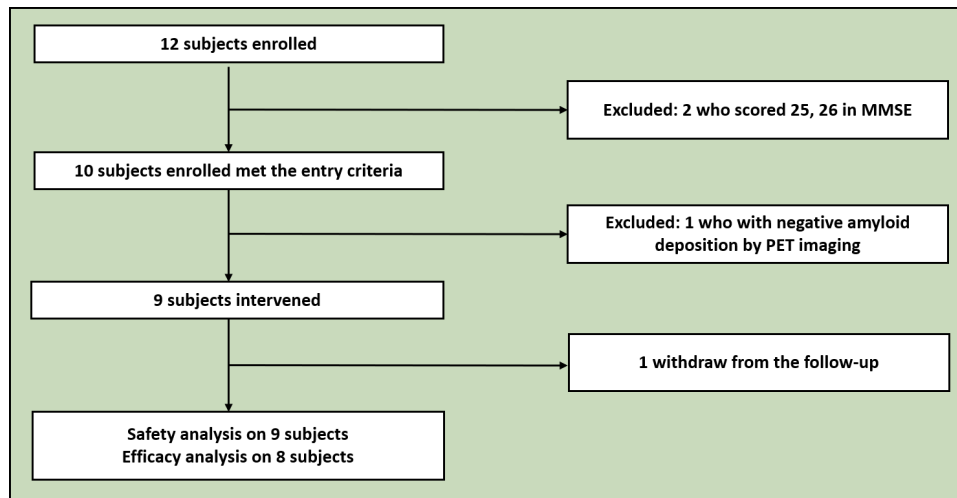 12 subjects enrolled
Excluded: 2 who scored 25, 26 in MMSE
10 subjects enrolled met the entry criteria
Excluded: 1 who with negative amyloid
deposition by PET imaging
9 subjects intervened
1 withdraw from the follow-up
Safety analysis on 9 subjects
Efficacy analysis on 8 subjects